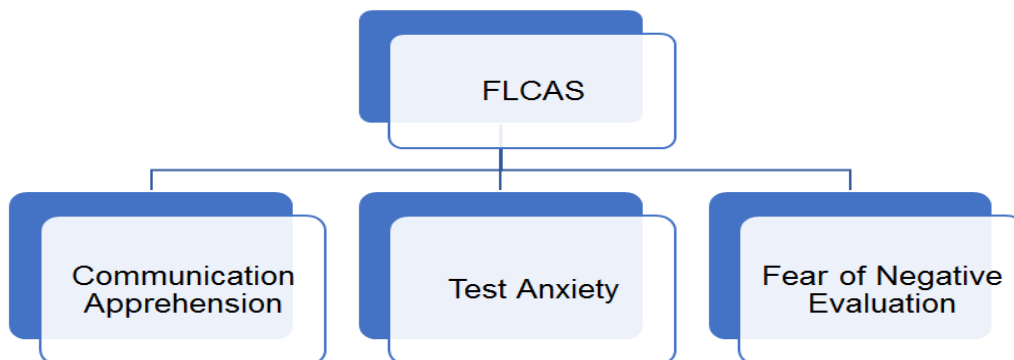 FLCAS
Communication
Apprehension
Test Anxiety
Fear of Negative
Evaluation